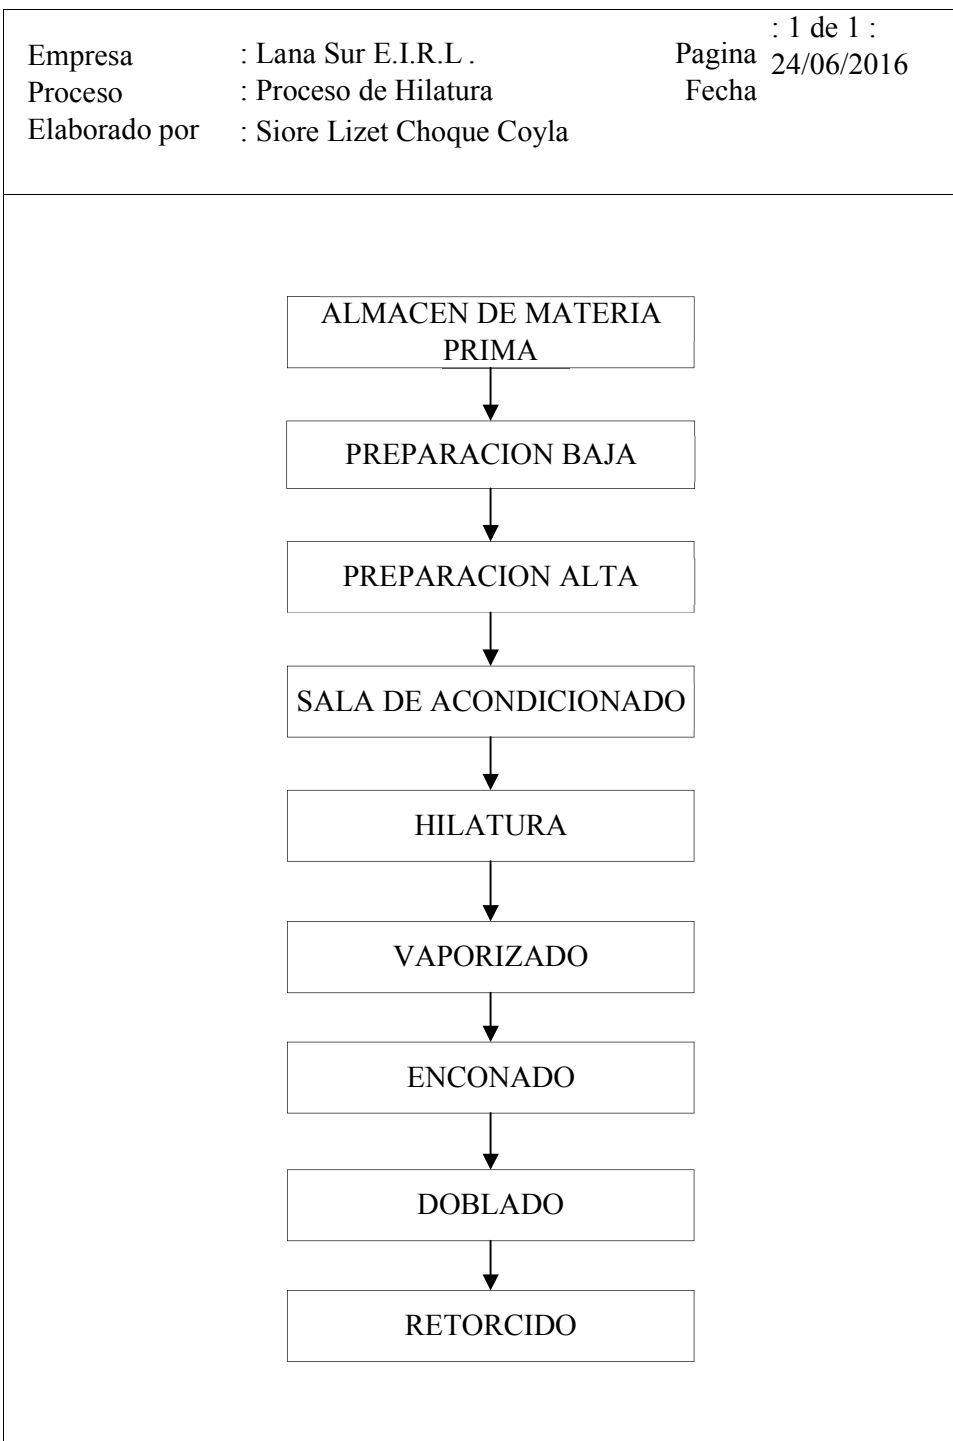 Empresa : Lana Sur E.I.R.L . Pagina : 1 de 1 :
Proceso : Proceso de Hilatura Fecha 24/06/2016
Elaborado por : Siore Lizet Choque Coyla
ALMACEN DE MATERIA
PRIMA
PREPARACION BAJA
PREPARACION ALTA
SALA DE ACONDICIONADO
HILATURA
VAPORIZADO
ENCONADO
DOBLADO
RETORCIDO